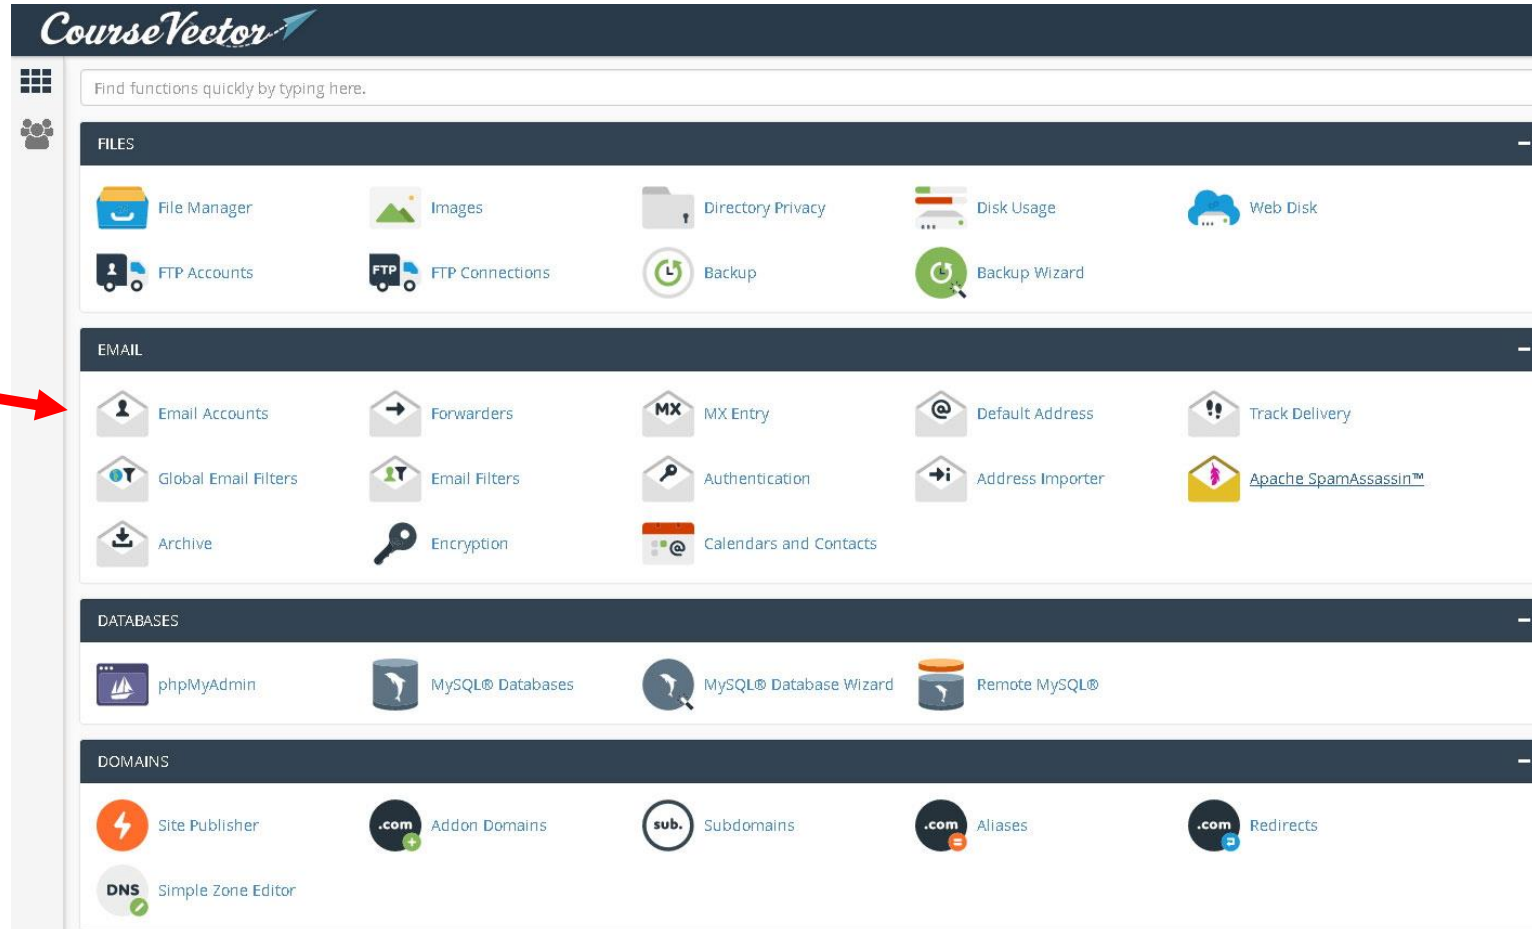 CourseVector
Find functions quickly by typing here.
FILES
File Manager
Images
Directory Privacy
Disk Usage
Web Disk
FTP Accounts
FTP
FTP Connections
Backup
Backup Wizard
EMAIL
Email Accounts
Forwarders
MX
MX Entry
@
Default Address
Track Delivery
Global Email Filters
Email Filters
Authentication
i
Address Importer
Apache SpamAssassin™
Archive
Encryption
@
Calendars and Contacts
DATABASES
phpMyAdmin
MySQL® Databases
MySQL® Database Wizard
Remote MySQL®
DOMAINS
Site Publisher
.com
Addon Domains
sub.
Subdomains
.com
Aliases
.com
Redirects
DNS
Simple Zone Editor